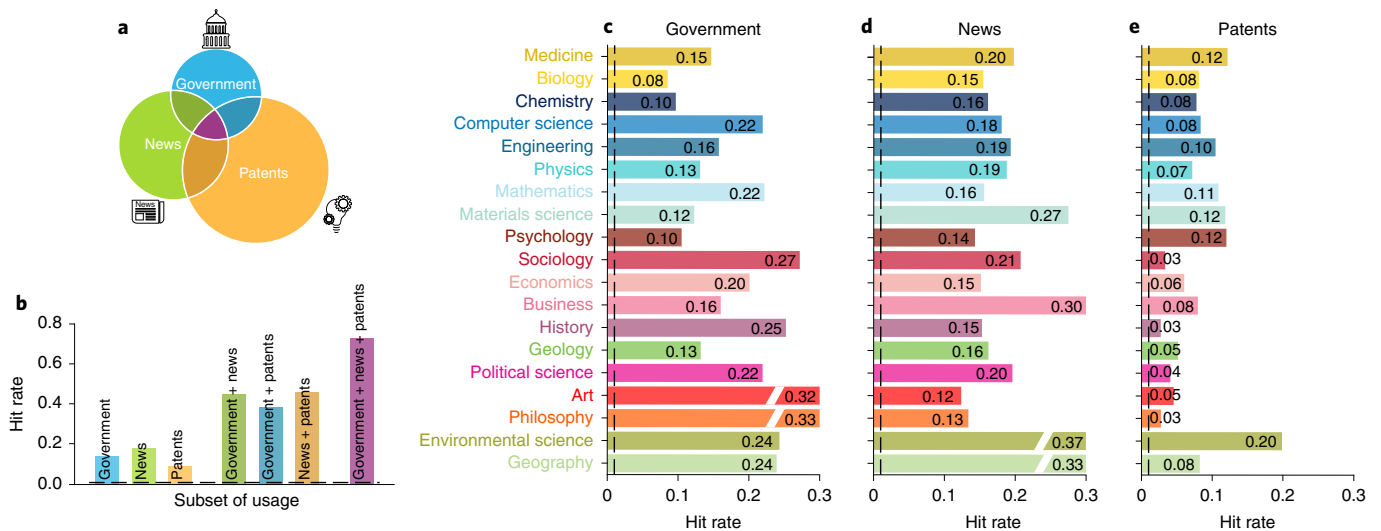 a
Government
News
Patents
News
b
Hit rate
0.8
0.6
0.4
0.2
0.0
Government
News
Patents
Government + news
Government + patents
News + patents
Government + news + patents
Subset of usage
c Government
Medicine 0.15
Biology 0.08
Chemistry 0.10
Computer science 0.22
Engineering 0.16
Physics 0.13
Mathematics 0.22
Materials science 0.12
Psychology 0.10
Sociology 0.27
Economics 0.20
Business 0.16
History 0.25
Geology 0.13
Political science 0.22
Art 0.32
Philosophy 0.33
Environmental science 0.24
Geography 0.24
0 0.1 0.2 0.3
Hit rate
d News
0.20
0.15
0.16
0.18
0.19
0.19
0.16
0.27
0.14
0.21
0.15
0.30
0.15
0.16
0.20
0.12
0.13
0.37
0.33
0 0.1 0.2 0.3
Hit rate
e Patents
0.12
0.08
0.08
0.08
0.10
0.07
0.11
0.12
0.12
0.03
0.06
0.08
0.03
0.05
0.04
0.05
0.03
0.20
0.08
0 0.1 0.2 0.3
Hit rate